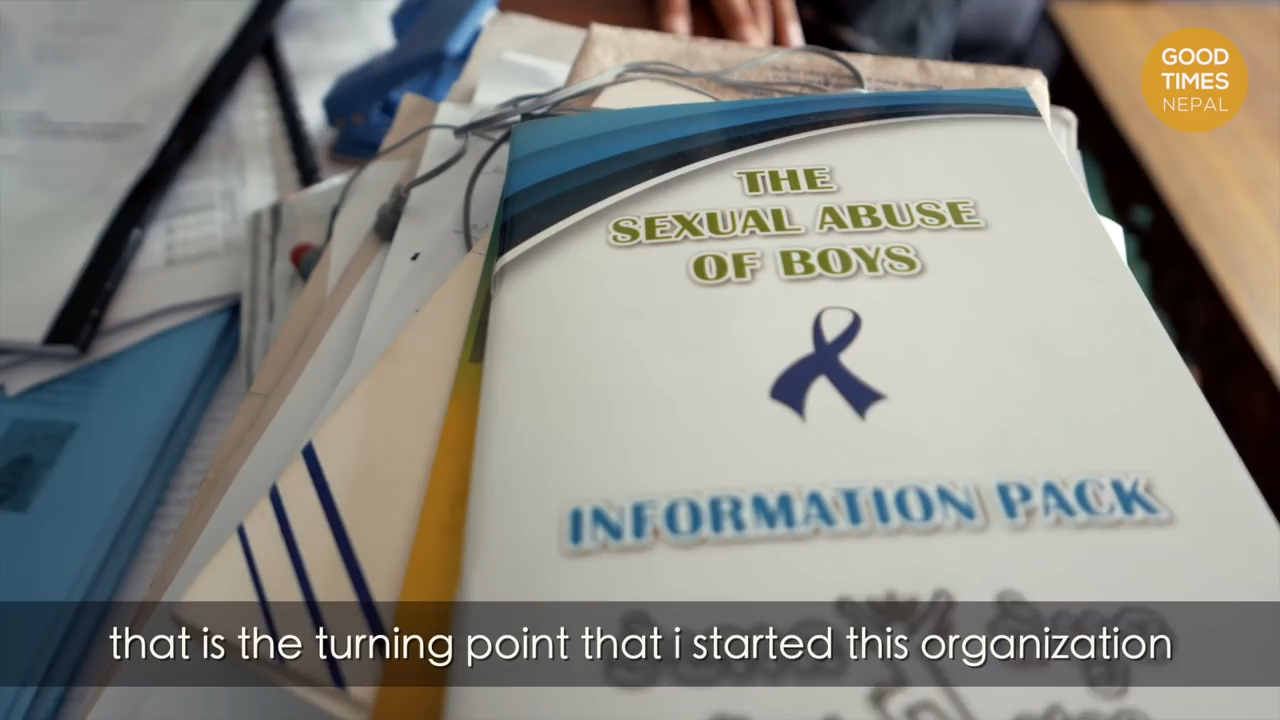 GOOD
TIMES
NEPAL
THE
SEXUAL ABUSE
OF BOYS
INFORMATION PACK
that is the turning point that i started this organization